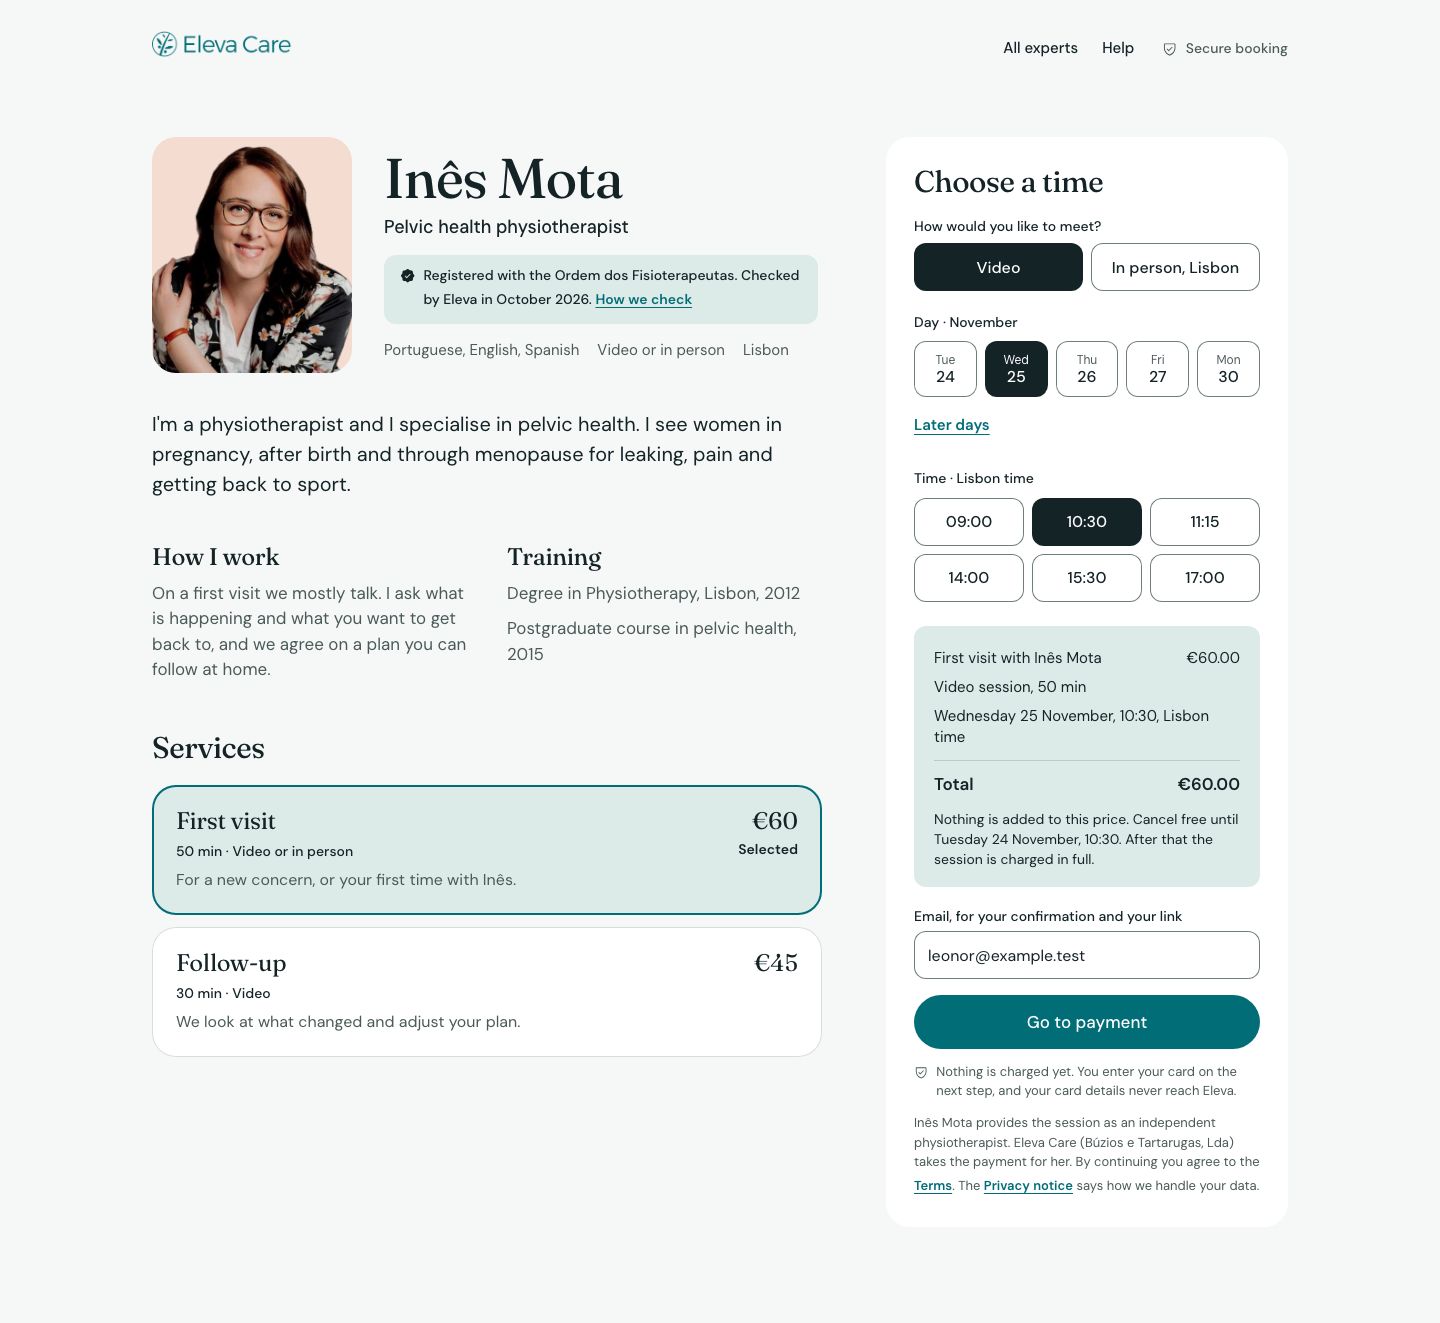 Eleva Care
All experts
Help
Secure booking
Inês Mota
Pelvic health physiotherapist
Registered with the Ordem dos Fisioterapeutas. Checked
by Eleva in October 2026. How we check
Portuguese, English, Spanish
Video or in person
Lisbon
I'm a physiotherapist and I specialise in pelvic health. I see women in
pregnancy, after birth and through menopause for leaking, pain and
getting back to sport.
How I work
On a first visit we mostly talk. I ask what
is happening and what you want to get
back to, and we agree on a plan you can
follow at home.
Training
Degree in Physiotherapy, Lisbon, 2012
Postgraduate course in pelvic health,
2015
Services
First visit
€60
50 min · Video or in person
Selected
For a new concern, or your first time with Inês.
Follow-up
€45
30 min · Video
We look at what changed and adjust your plan.
Choose a time
How would you like to meet?
Video
In person, Lisbon
Day · November
Tue
24
Wed
25
Thu
26
Fri
27
Mon
30
Later days
Time · Lisbon time
09:00
10:30
11:15
14:00
15:30
17:00
First visit with Inês Mota
€60.00
Video session, 50 min
Wednesday 25 November, 10:30, Lisbon
time
Total
€60.00
Nothing is added to this price. Cancel free until
Tuesday 24 November, 10:30. After that the
session is charged in full.
Email, for your confirmation and your link
leonor@example.test
Go to payment
Nothing is charged yet. You enter your card on the
next step, and your card details never reach Eleva.
Inês Mota provides the session as an independent
physiotherapist. Eleva Care (Búzios e Tartarugas, Lda)
takes the payment for her. By continuing you agree to the
Terms. The Privacy notice says how we handle your data.